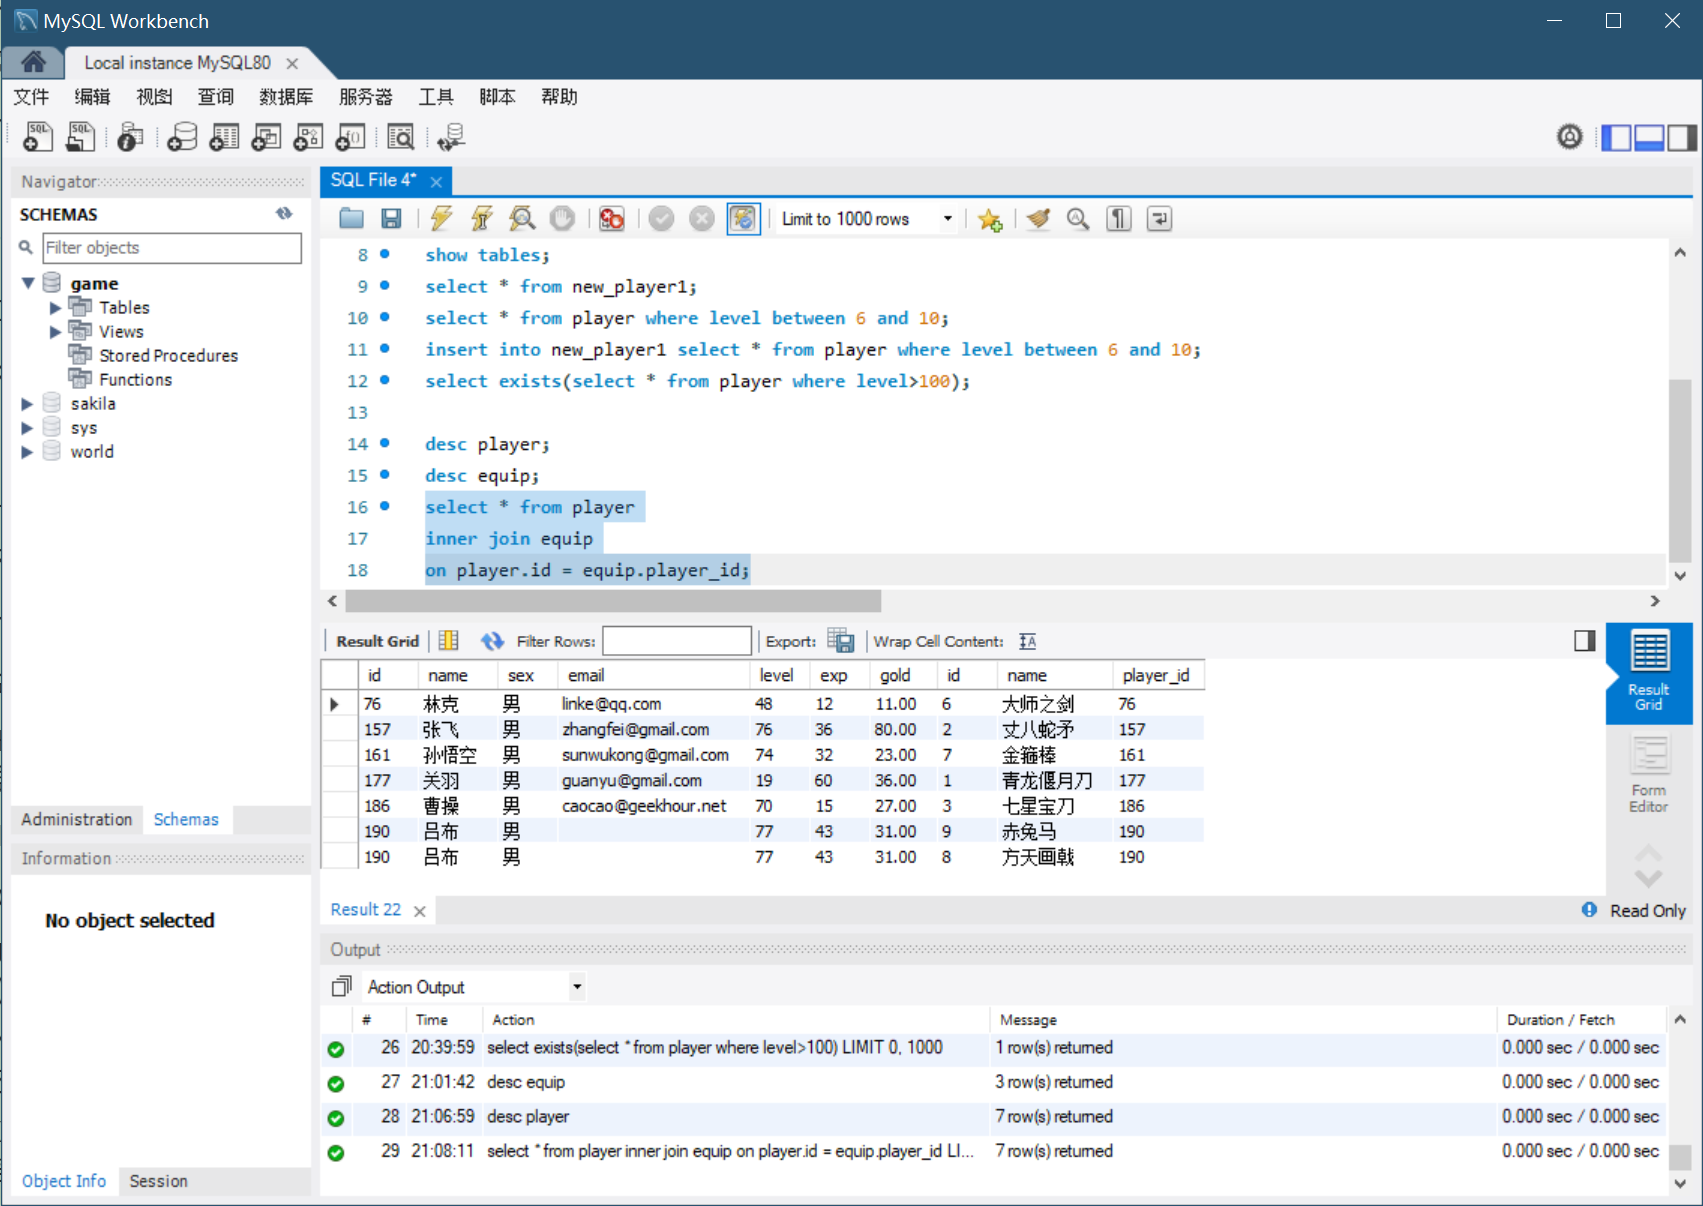 MySQL Workbench
Local instance MySQL80
文件 编辑 视图 查询 数据库 服务器 工具 脚本 帮助
Navigator
SCHEMAS
Filter objects
game
Tables
Views
Stored Procedures
Functions
sakila
sys
world
Administration Schemas
Information
No object selected
Object Info Session
SQL File 4*
Limit to 1000 rows
8 show tables;
9 select * from new_player1;
10 select * from player where level between 6 and 10;
11 insert into new_player1 select * from player where level between 6 and 10;
12 select exists(select * from player where level>100);
13
14 desc player;
15 desc equip;
16 select * from player
17 inner join equip
18 on player.id = equip.player_id;
Result Grid Filter Rows: Export: Wrap Cell Content:
id name sex email level exp gold id name player_id
76 林克 男 linke@qq.com 48 12 11.00 6 大师之剑 76
157 张飞 男 zhangfei@gmail.com 76 36 80.00 2 丈八蛇矛 157
161 孙悟空 男 sunwukong@gmail.com 74 32 23.00 7 金箍棒 161
177 关羽 男 guanyu@gmail.com 19 60 36.00 1 青龙偃月刀 177
186 曹操 男 caocao@geekhour.net 70 15 27.00 3 七星宝刀 186
190 吕布 男 77 43 31.00 9 赤兔马 190
190 吕布 男 77 43 31.00 8 方天画戟 190
Result
Grid
Form
Editor
Result 22
Read Only
Output
Action Output
# Time Action Message Duration / Fetch
26 20:39:59 select exists(select * from player where level>100) LIMIT 0, 1000 1 row(s) returned 0.000 sec / 0.000 sec
27 21:01:42 desc equip 3 row(s) returned 0.000 sec / 0.000 sec
28 21:06:59 desc player 7 row(s) returned 0.000 sec / 0.000 sec
29 21:08:11 select * from player inner join equip on player.id = equip.player_id LI... 7 row(s) returned 0.000 sec / 0.000 sec